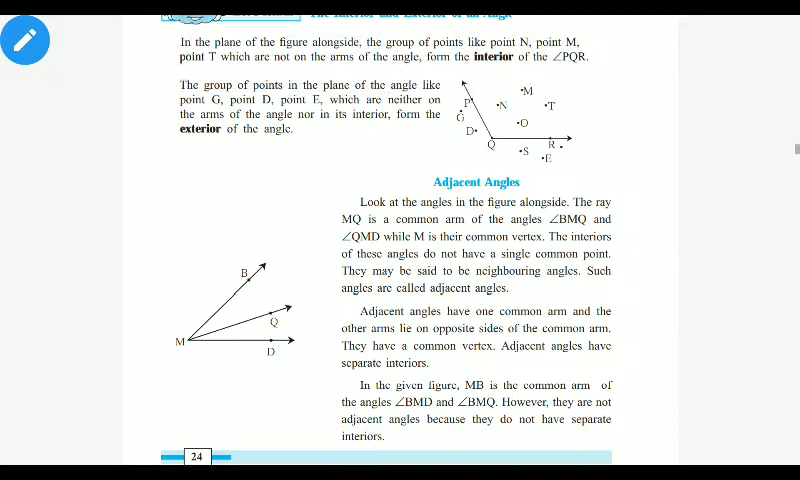 The Interior and Exterior of an Angle
In the plane of the figure alongside, the group of points like point N, point M,
point T which are not on the arms of the angle, form the interior of the ∠PQR.
The group of points in the plane of the angle like
point G, point D, point E, which are neither on
the arms of the angle nor in its interior, form the
exterior of the angle.
P
G
D
N
M
T
O
Q
S
R
E
Adjacent Angles
Look at the angles in the figure alongside. The ray
MQ is a common arm of the angles ∠BMQ and
∠QMD while M is their common vertex. The interiors
of these angles do not have a single common point.
They may be said to be neighbouring angles. Such
angles are called adjacent angles.
B
Q
M
D
Adjacent angles have one common arm and the
other arms lie on opposite sides of the common arm.
They have a common vertex. Adjacent angles have
separate interiors.
In the given figure, MB is the common arm of
the angles ∠BMD and ∠BMQ. However, they are not
adjacent angles because they do not have separate
interiors.
24